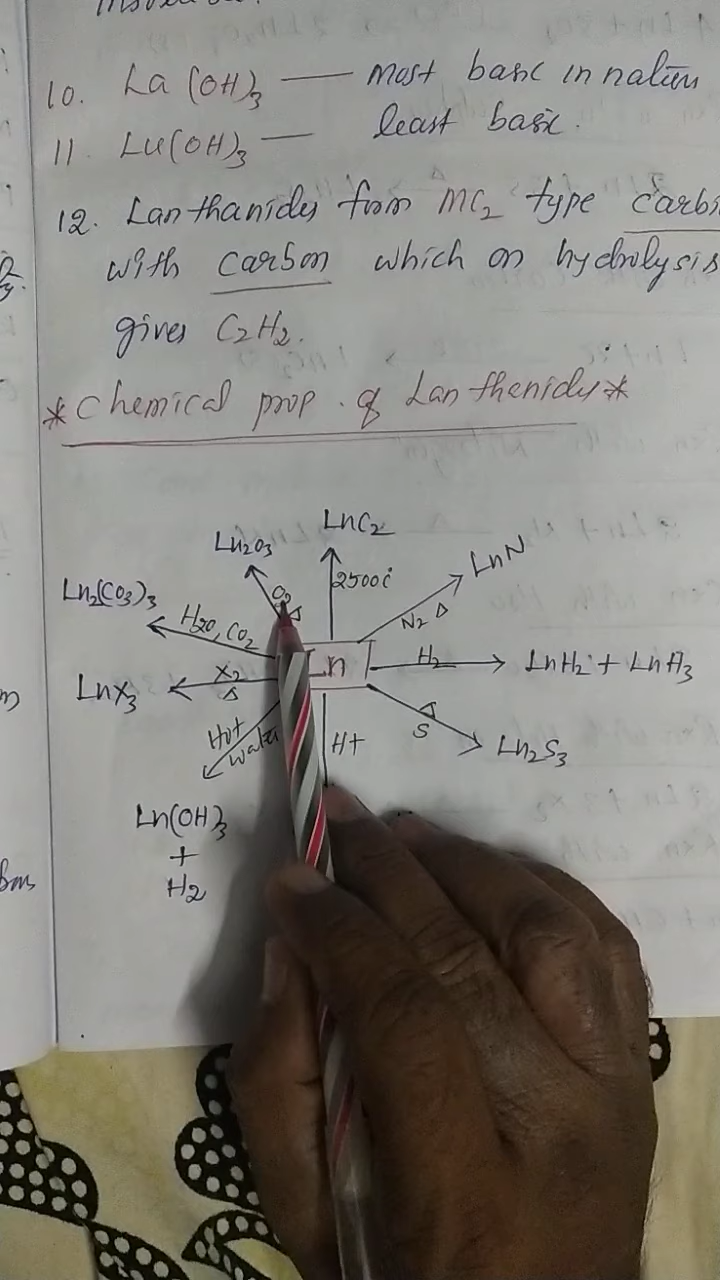 10. La(OH)3 — most basic in nature
11. Lu(OH)3 — least basic.
12. Lanthanides form MC2 type
with carbon which on hydrolysis
gives C2H2.
*Chemical prop. of Lanthenides*
LnC2
Ln2O3
LnN
2500°C
O2 Δ
Ln2(CO3)3
H2O, CO2
N2 Δ
Ln
H2
LnH2 + LnH3
LnX3
X2
Δ
Δ
S
Ln2S3
Hot
water
H+
Ln(OH)3
+
H2